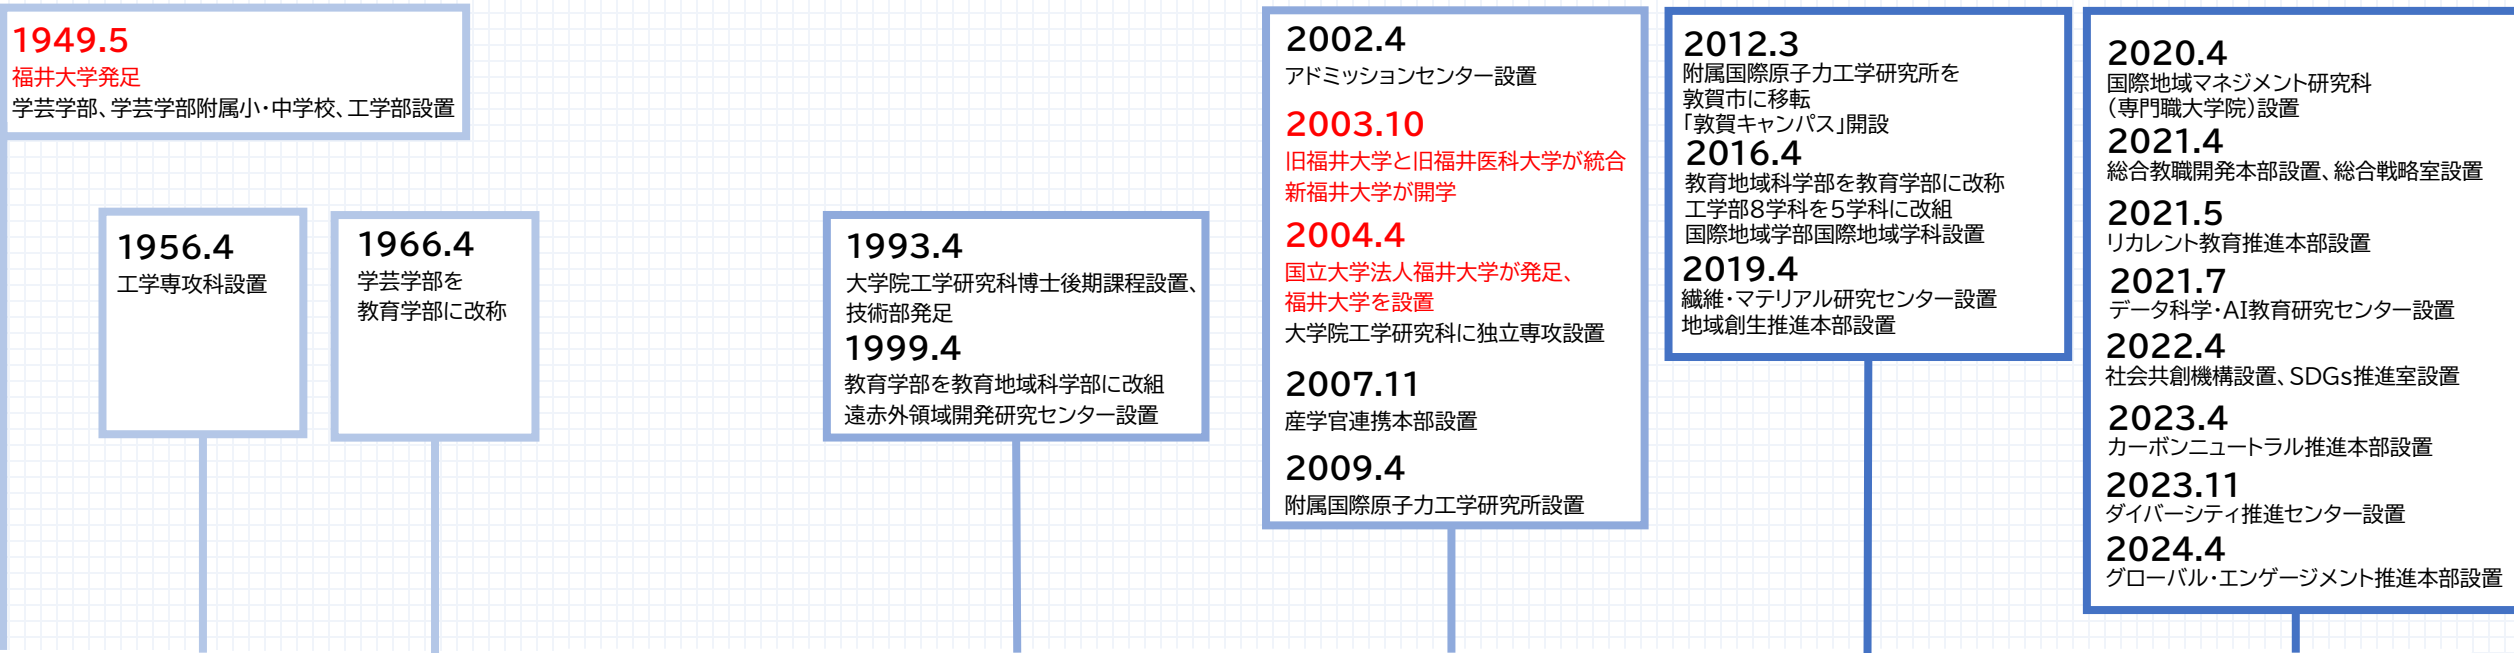 1949.5
福井大学発足
学芸学部、学芸学部附属小・中学校、工学部設置
1956.4
工学専攻科設置
1966.4
学芸学部を
教育学部に改称
1993.4
大学院工学研究科博士後期課程設置、
技術部発足
1999.4
教育学部を教育地域科学部に改組
遠赤外領域開発研究センター設置
2002.4
アドミッションセンター設置
2003.10
旧福井大学と旧福井医科大学が統合
新福井大学が開学
2004.4
国立大学法人福井大学が発足、
福井大学を設置
大学院工学研究科に独立専攻設置
2007.11
産学官連携本部設置
2009.4
附属国際原子力工学研究所設置
2012.3
附属国際原子力工学研究所を
敦賀市に移転
「敦賀キャンパス」開設
2016.4
教育地域科学部を教育学部に改称
工学部8学科を5学科に改組
国際地域学部国際地域学科設置
2019.4
繊維・マテリアル研究センター設置
地域創生推進本部設置
2020.4
国際地域マネジメント研究科
(専門職大学院)設置
2021.4
総合教職開発本部設置、総合戦略室設置
2021.5
リカレント教育推進本部設置
2021.7
データ科学・AI教育研究センター設置
2022.4
社会共創機構設置、SDGs推進室設置
2023.4
カーボンニュートラル推進本部設置
2023.11
ダイバーシティ推進センター設置
2024.4
グローバル・エンゲージメント推進本部設置